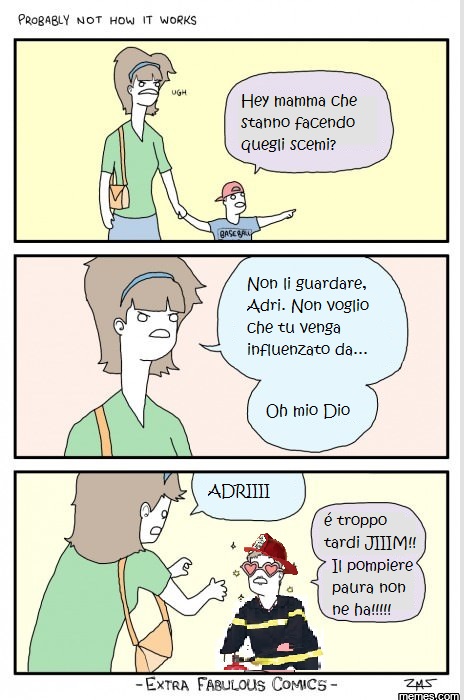 PROBABLY NOT HOW IT WORKS
UGH
Hey mamma che
stanno facendo
quegli scemi?
BASEBALL
Non li guardare,
Adri. Non voglio
che tu venga
influenzato da...
Oh mio Dio
ADRIIII
é troppo
tardi JIIIM!!
Il pompiere
paura non
ne ha!!!!!
- EXTRA FABULOUS COMICS -
ZMS
memes.com